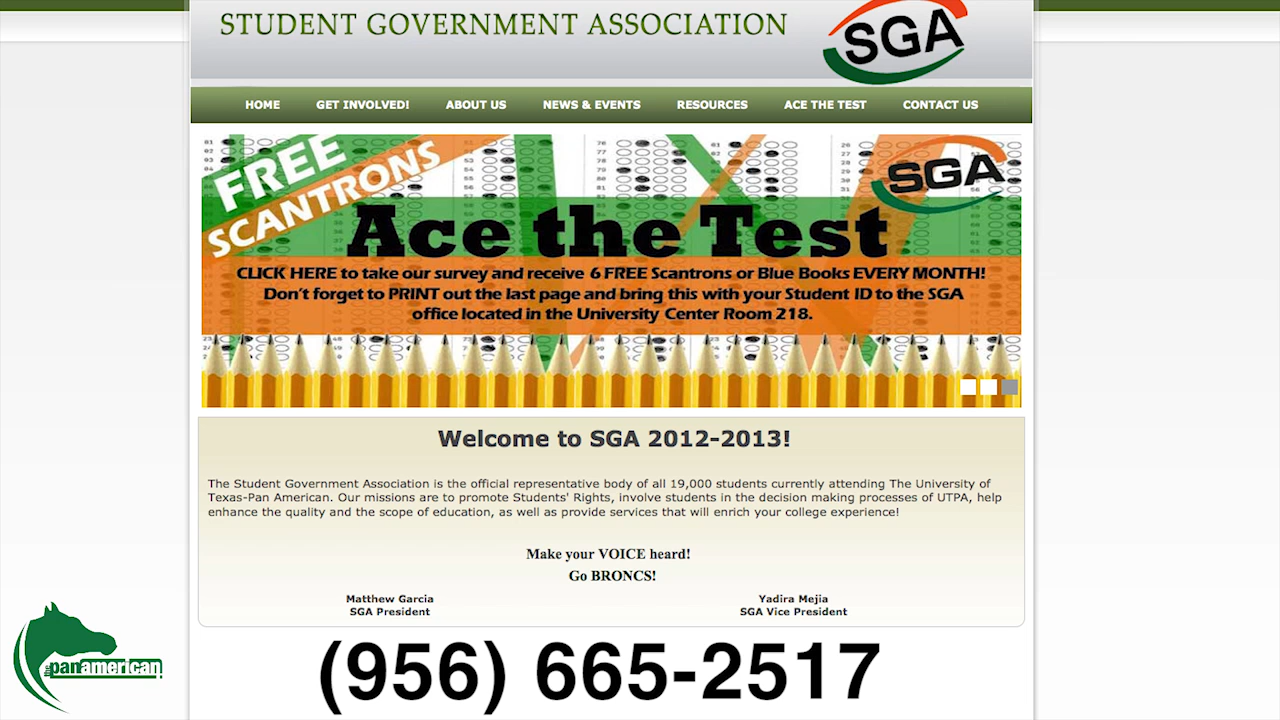 STUDENT GOVERNMENT ASSOCIATION
SGA
HOME GET INVOLVED! ABOUT US NEWS & EVENTS RESOURCES ACE THE TEST CONTACT US
FREE
SCANTRONS
SGA
Ace the Test
CLICK HERE to take our survey and receive 6 FREE Scantrons or Blue Books EVERY MONTH!
Don't forget to PRINT out the last page and bring this with your Student ID to the SGA
office located in the University Center Room 218.
Welcome to SGA 2012-2013!
The Student Government Association is the official representative body of all 19,000 students currently attending The University of
Texas-Pan American. Our missions are to promote Students' Rights, involve students in the decision making processes of UTPA, help
enhance the quality and the scope of education, as well as provide services that will enrich your college experience!
Make your VOICE heard!
Go BRONCS!
Matthew Garcia Yadira Mejia
SGA President SGA Vice President
the panamerican
(956) 665-2517